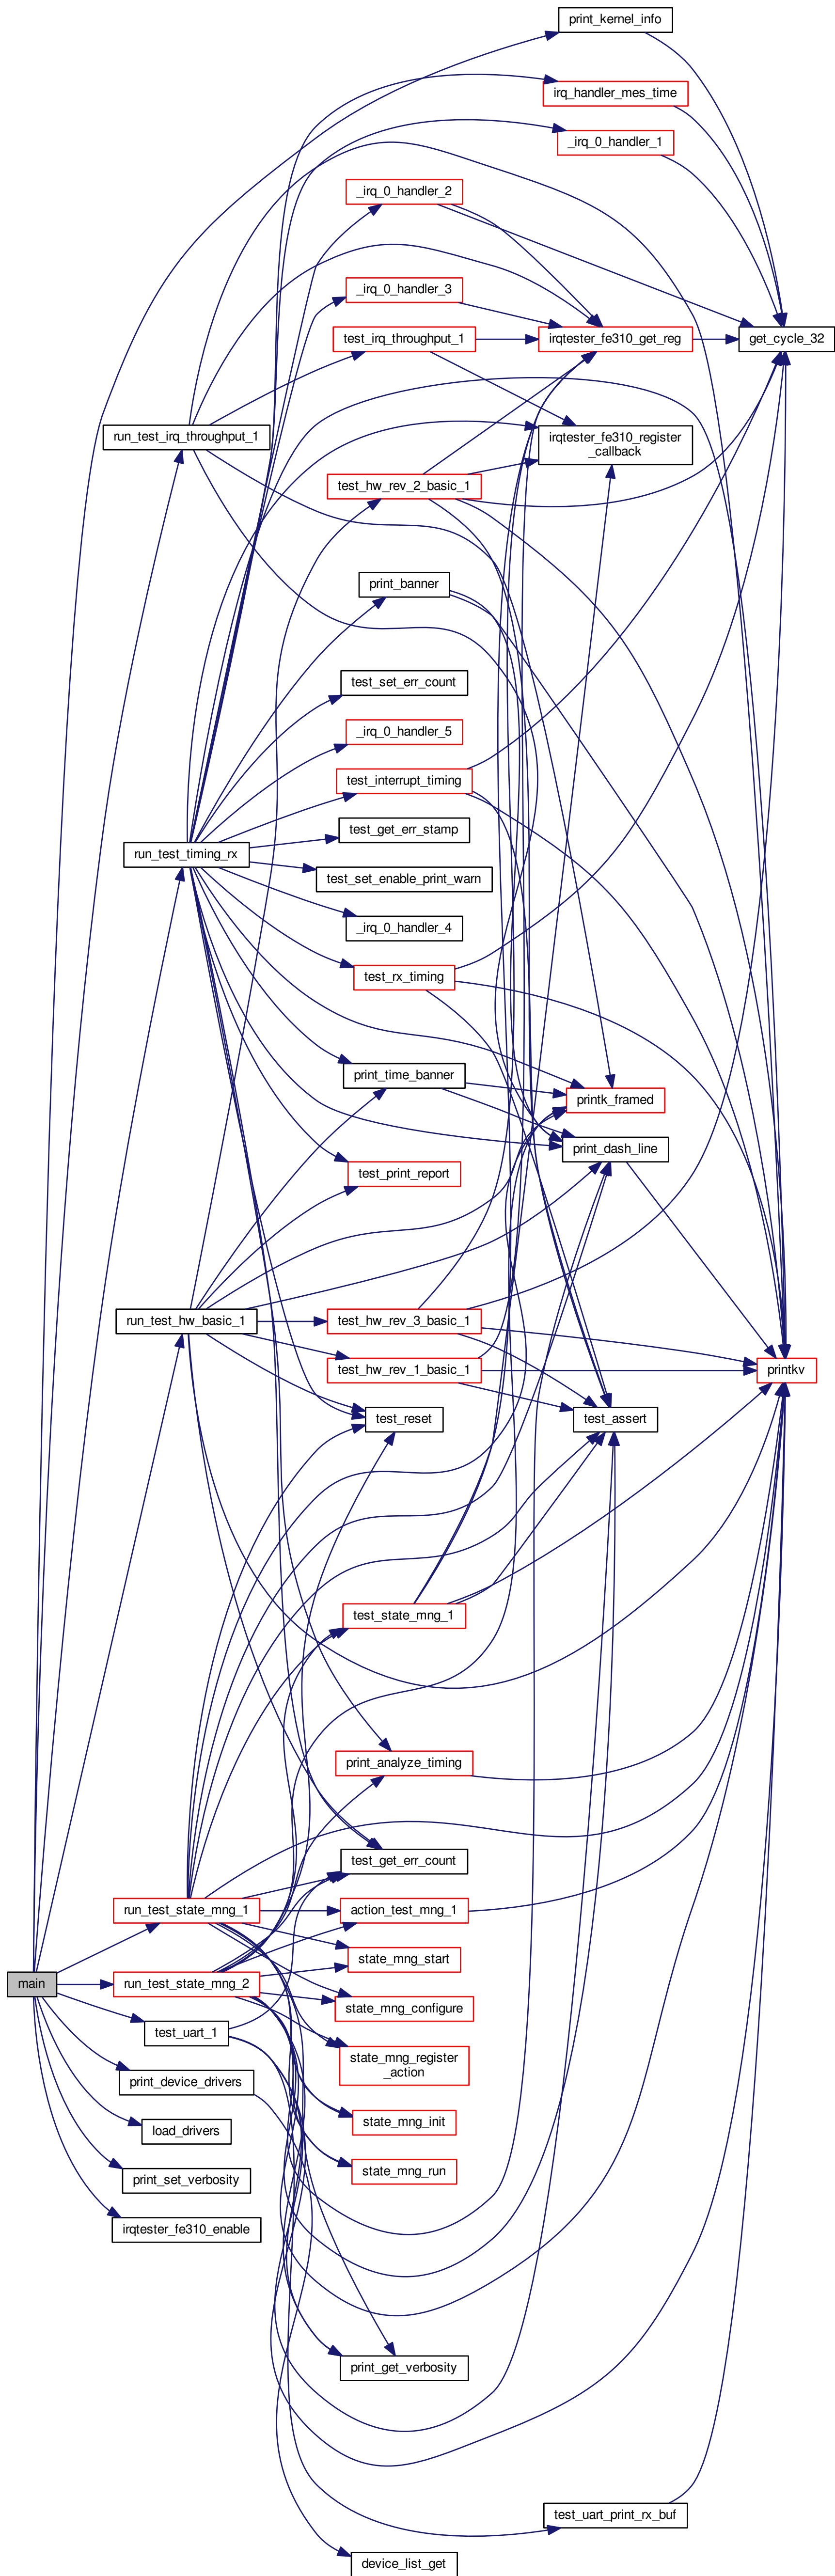 print_kernel_info
irq_handler_mes_time
_irq_0_handler_1
_irq_0_handler_2
_irq_0_handler_3
test_irq_throughput_1
irqtester_fe310_get_reg
get_cycle_32
run_test_irq_throughput_1
irqtester_fe310_register
_callback
test_hw_rev_2_basic_1
print_banner
test_set_err_count
_irq_0_handler_5
test_interrupt_timing
test_get_err_stamp
run_test_timing_rx
test_set_enable_print_warn
_irq_0_handler_4
test_rx_timing
print_time_banner
printk_framed
print_dash_line
test_print_report
run_test_hw_basic_1
test_hw_rev_3_basic_1
test_hw_rev_1_basic_1
printkv
test_reset
test_assert
test_state_mng_1
print_analyze_timing
test_get_err_count
run_test_state_mng_1
action_test_mng_1
state_mng_start
main
run_test_state_mng_2
state_mng_configure
test_uart_1
state_mng_register
_action
print_device_drivers
state_mng_init
load_drivers
state_mng_run
print_set_verbosity
irqtester_fe310_enable
print_get_verbosity
test_uart_print_rx_buf
device_list_get